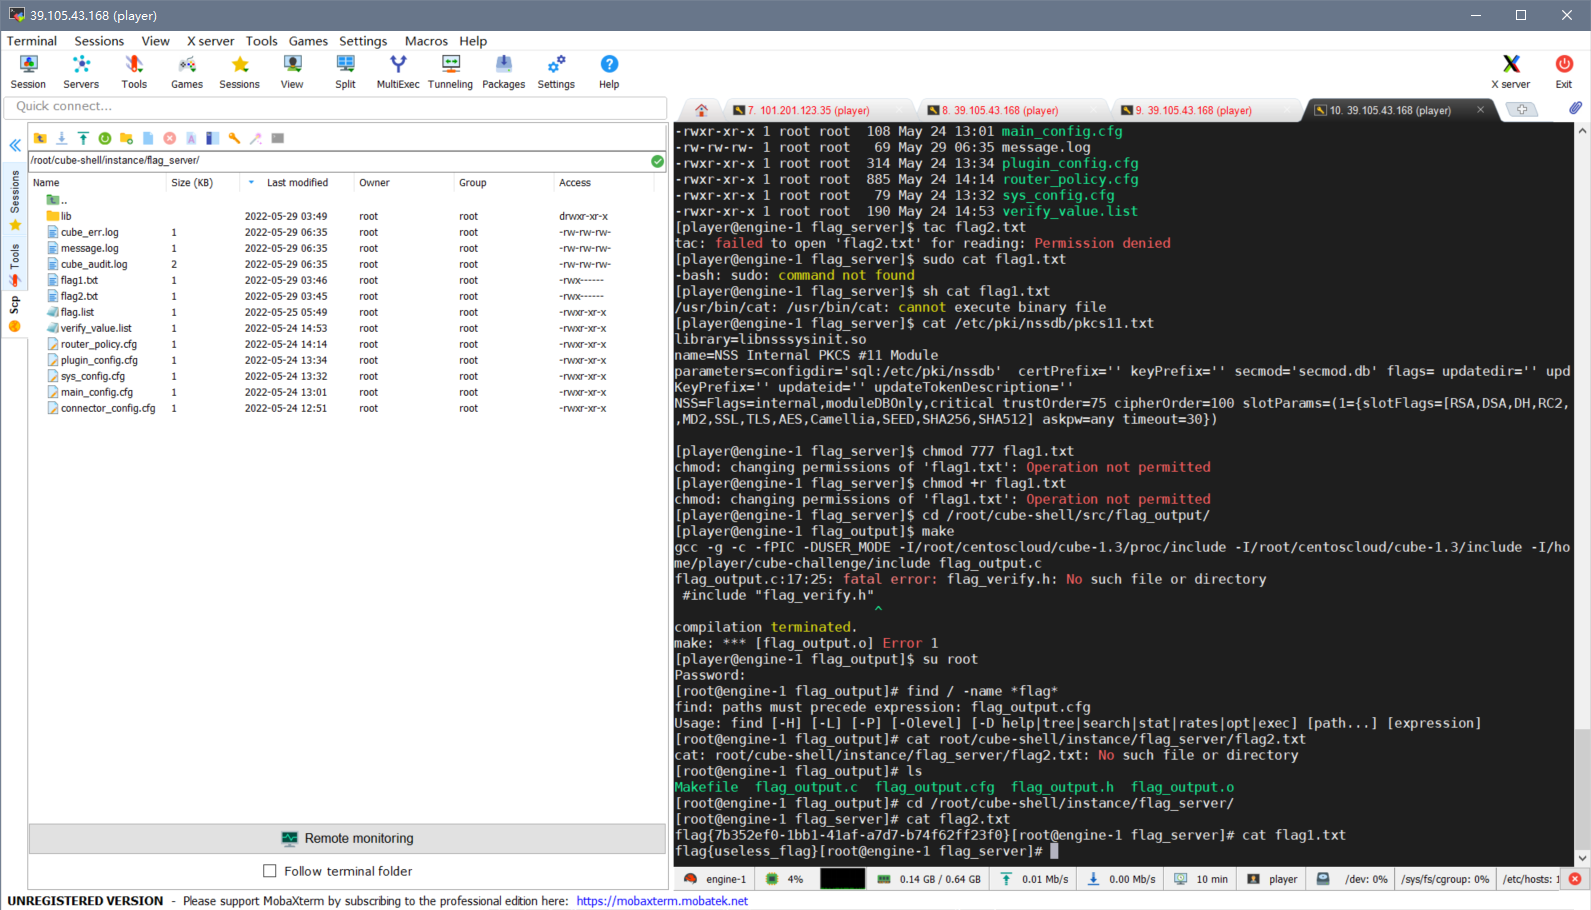 39.105.43.168 (player)
Terminal Sessions View X server Tools Games Settings Macros Help
Session Servers Tools Games Sessions View Split MultiExec Tunneling Packages Settings Help X server Exit
Quick connect...
7. 101.201.123.35 (player) 8. 39.105.43.168 (player) 9. 39.105.43.168 (player) 10. 39.105.43.168 (player)
Sessions
Tools
Scp
/root/cube-shell/instance/flag_server/
Name Size (KB) Last modified Owner Group Access
..
lib 2022-05-29 03:49 root root drwxr-xr-x
cube_err.log 1 2022-05-29 06:35 root root -rw-rw-rw-
message.log 1 2022-05-29 06:35 root root -rw-rw-rw-
cube_audit.log 2 2022-05-29 06:35 root root -rw-rw-rw-
flag1.txt 1 2022-05-29 03:46 root root -rwx------
flag2.txt 1 2022-05-29 03:45 root root -rwx------
flag.list 1 2022-05-25 05:49 root root -rwxr-xr-x
verify_value.list 1 2022-05-24 14:53 root root -rwxr-xr-x
router_policy.cfg 1 2022-05-24 14:14 root root -rwxr-xr-x
plugin_config.cfg 1 2022-05-24 13:34 root root -rwxr-xr-x
sys_config.cfg 1 2022-05-24 13:32 root root -rwxr-xr-x
main_config.cfg 1 2022-05-24 13:01 root root -rwxr-xr-x
connector_config.cfg 1 2022-05-24 12:51 root root -rwxr-xr-x
Remote monitoring
Follow terminal folder
-rwxr-xr-x 1 root root 108 May 24 13:01 main_config.cfg
-rw-rw-rw- 1 root root 69 May 29 06:35 message.log
-rwxr-xr-x 1 root root 314 May 24 13:34 plugin_config.cfg
-rwxr-xr-x 1 root root 885 May 24 14:14 router_policy.cfg
-rwxr-xr-x 1 root root 79 May 24 13:32 sys_config.cfg
-rwxr-xr-x 1 root root 190 May 24 14:53 verify_value.list
[player@engine-1 flag_server]$ tac flag2.txt
tac: failed to open 'flag2.txt' for reading: Permission denied
[player@engine-1 flag_server]$ sudo cat flag1.txt
-bash: sudo: command not found
[player@engine-1 flag_server]$ sh cat flag1.txt
/usr/bin/cat: /usr/bin/cat: cannot execute binary file
[player@engine-1 flag_server]$ cat /etc/pki/nssdb/pkcs11.txt
library=libnsssysinit.so
name=NSS Internal PKCS #11 Module
parameters=configdir='sql:/etc/pki/nssdb'  certPrefix='' keyPrefix='' secmod='secmod.db' flags= updatedir='' upd
KeyPrefix='' updateid='' updateTokenDescription=''
NSS=Flags=internal,moduleDBOnly,critical trustOrder=75 cipherOrder=100 slotParams=(1={slotFlags=[RSA,DSA,DH,RC2,
,MD2,SSL,TLS,AES,Camellia,SEED,SHA256,SHA512] askpw=any timeout=30})
[player@engine-1 flag_server]$ chmod 777 flag1.txt
chmod: changing permissions of 'flag1.txt': Operation not permitted
[player@engine-1 flag_server]$ chmod +r flag1.txt
chmod: changing permissions of 'flag1.txt': Operation not permitted
[player@engine-1 flag_server]$ cd /root/cube-shell/src/flag_output/
[player@engine-1 flag_output]$ make
gcc -g -c -fPIC -DUSER_MODE -I/root/centoscloud/cube-1.3/proc/include -I/root/centoscloud/cube-1.3/include -I/ho
me/player/cube-challenge/include flag_output.c
flag_output.c:17:25: fatal error: flag_verify.h: No such file or directory
#include "flag_verify.h"
^
compilation terminated.
make: *** [flag_output.o] Error 1
[player@engine-1 flag_output]$ su root
Password:
[root@engine-1 flag_output]# find / -name *flag*
find: paths must precede expression: flag_output.cfg
Usage: find [-H] [-L] [-P] [-Olevel] [-D help|tree|search|stat|rates|opt|exec] [path...] [expression]
[root@engine-1 flag_output]# cat root/cube-shell/instance/flag_server/flag2.txt
cat: root/cube-shell/instance/flag_server/flag2.txt: No such file or directory
[root@engine-1 flag_output]# ls
Makefile  flag_output.c  flag_output.cfg  flag_output.h  flag_output.o
[root@engine-1 flag_output]# cd /root/cube-shell/instance/flag_server/
[root@engine-1 flag_server]# cat flag2.txt
flag{7b352ef0-1bb1-41af-a7d7-b74f62ff23f0}[root@engine-1 flag_server]# cat flag1.txt
flag{useless_flag}[root@engine-1 flag_server]#
engine-1 4% 0.14 GB / 0.64 GB 0.01 Mb/s 0.00 Mb/s 10 min player /dev: 0% /sys/fs/cgroup: 0% /etc/hosts: 1
UNREGISTERED VERSION - Please support MobaXterm by subscribing to the professional edition here: https://mobaxterm.mobatek.net